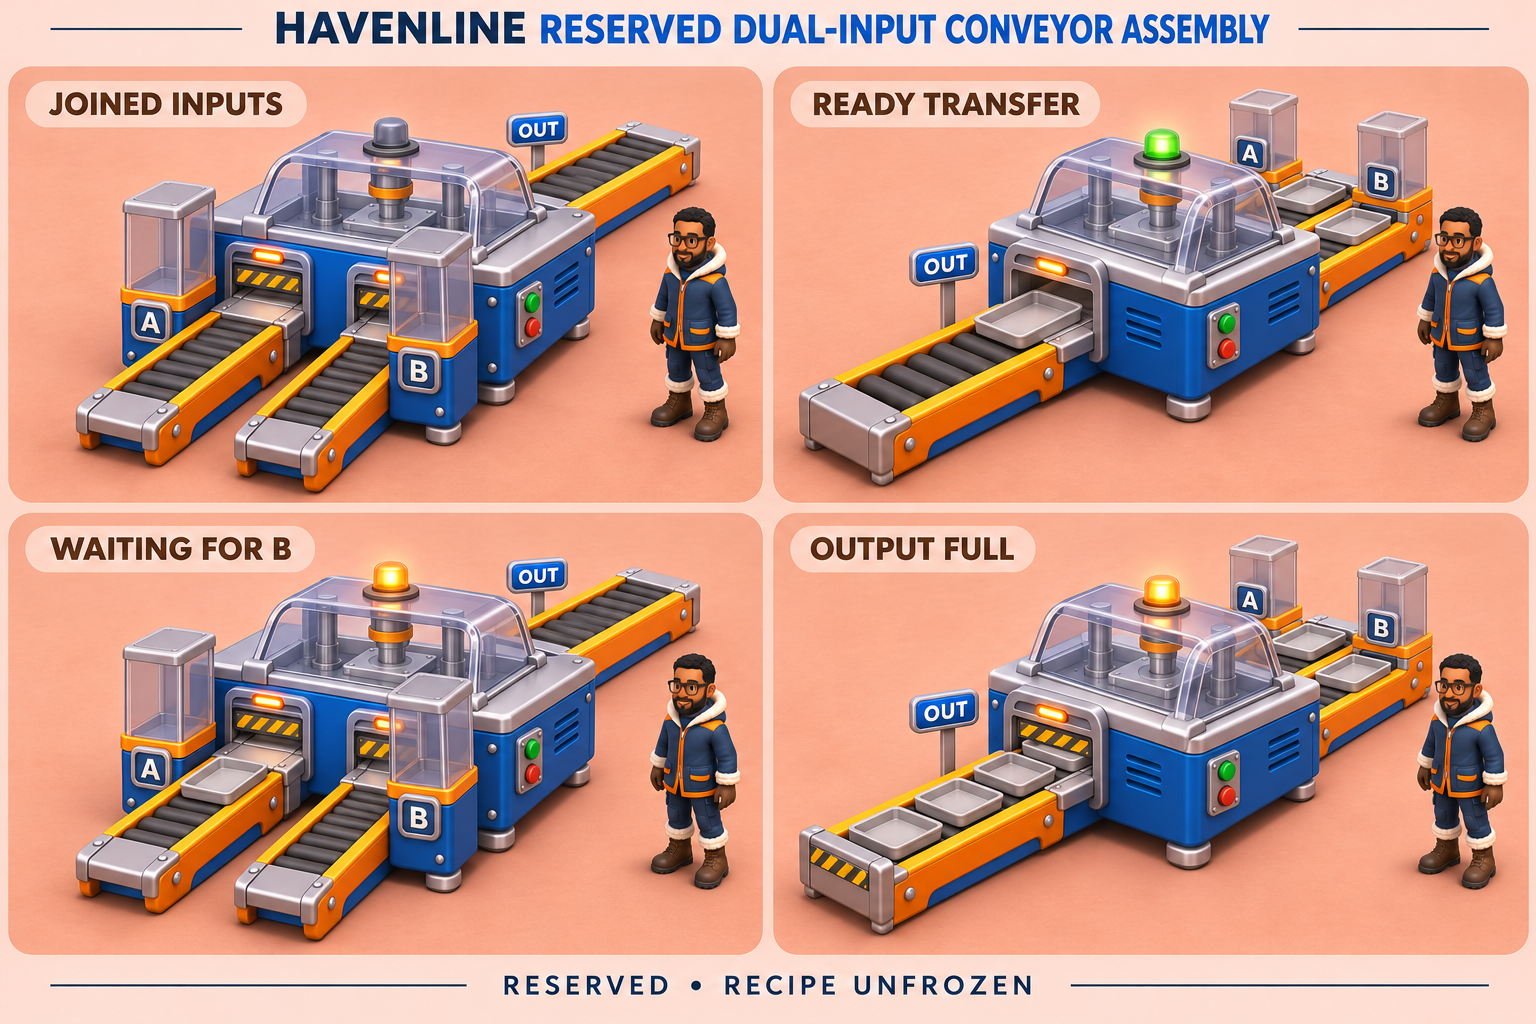 HAVENLINE RESERVED DUAL-INPUT CONVEYOR ASSEMBLY
JOINED INPUTS
OUT
A
B
READY TRANSFER
A
B
OUT
WAITING FOR B
OUT
A
B
OUTPUT FULL
A
B
OUT
RESERVED • RECIPE UNFROZEN